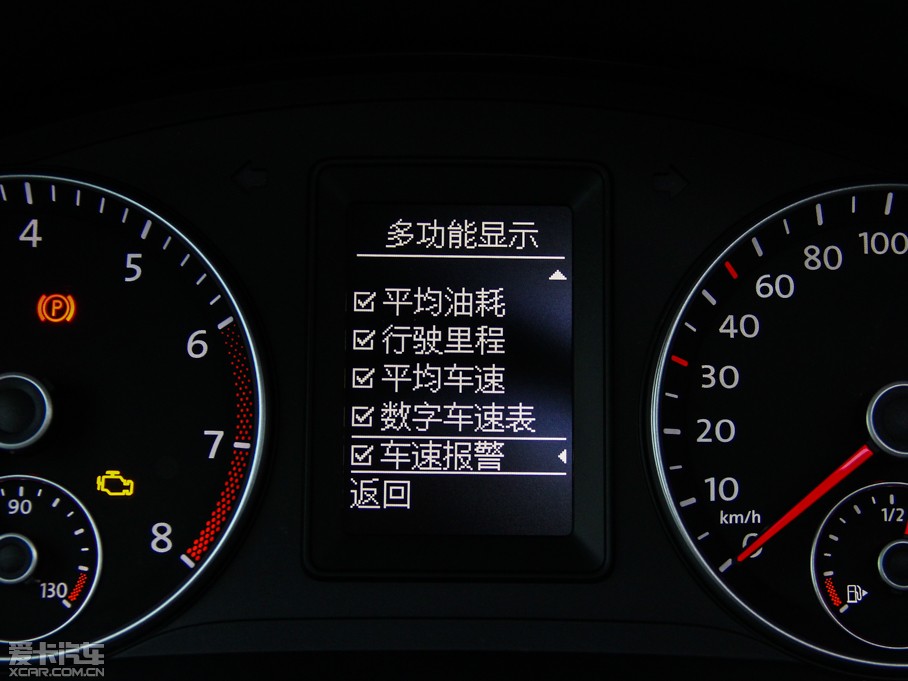 多功能显示
平均油耗
行驶里程
平均车速
数字车速表
车速报警
返回
4
5
6
7
8
P
90
130
100
80
60
40
30
20
10
km/h
0
1/2
爱卡汽车
XCAR.COM.CN